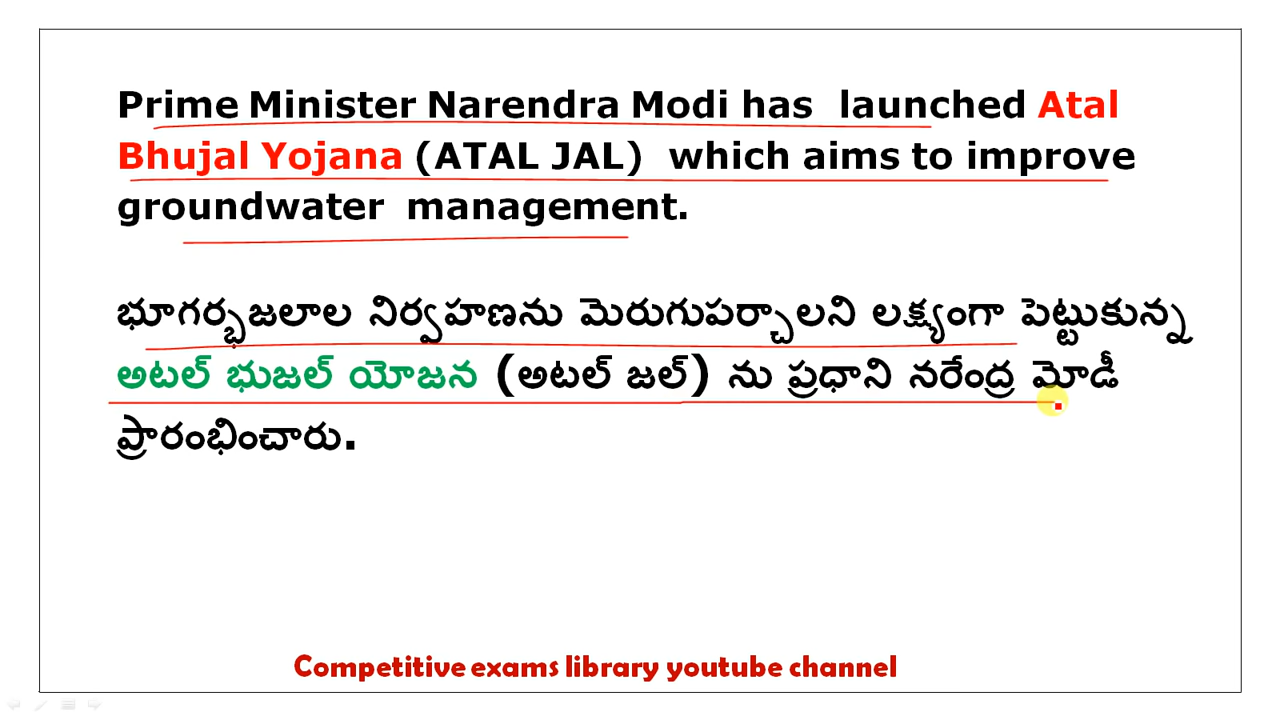 Prime Minister Narendra Modi has launched Atal
Bhujal Yojana (ATAL JAL) which aims to improve
groundwater management.
భూగర్భజలాల నిర్వహణను మెరుగుపర్చాలని లక్ష్యంగా పెట్టుకున్న
అటల్ భుజల్ యోజన (అటల్ జల్) ను ప్రధాని నరేంద్ర మోడీ
ప్రారంభించారు.
Competitive exams library youtube channel